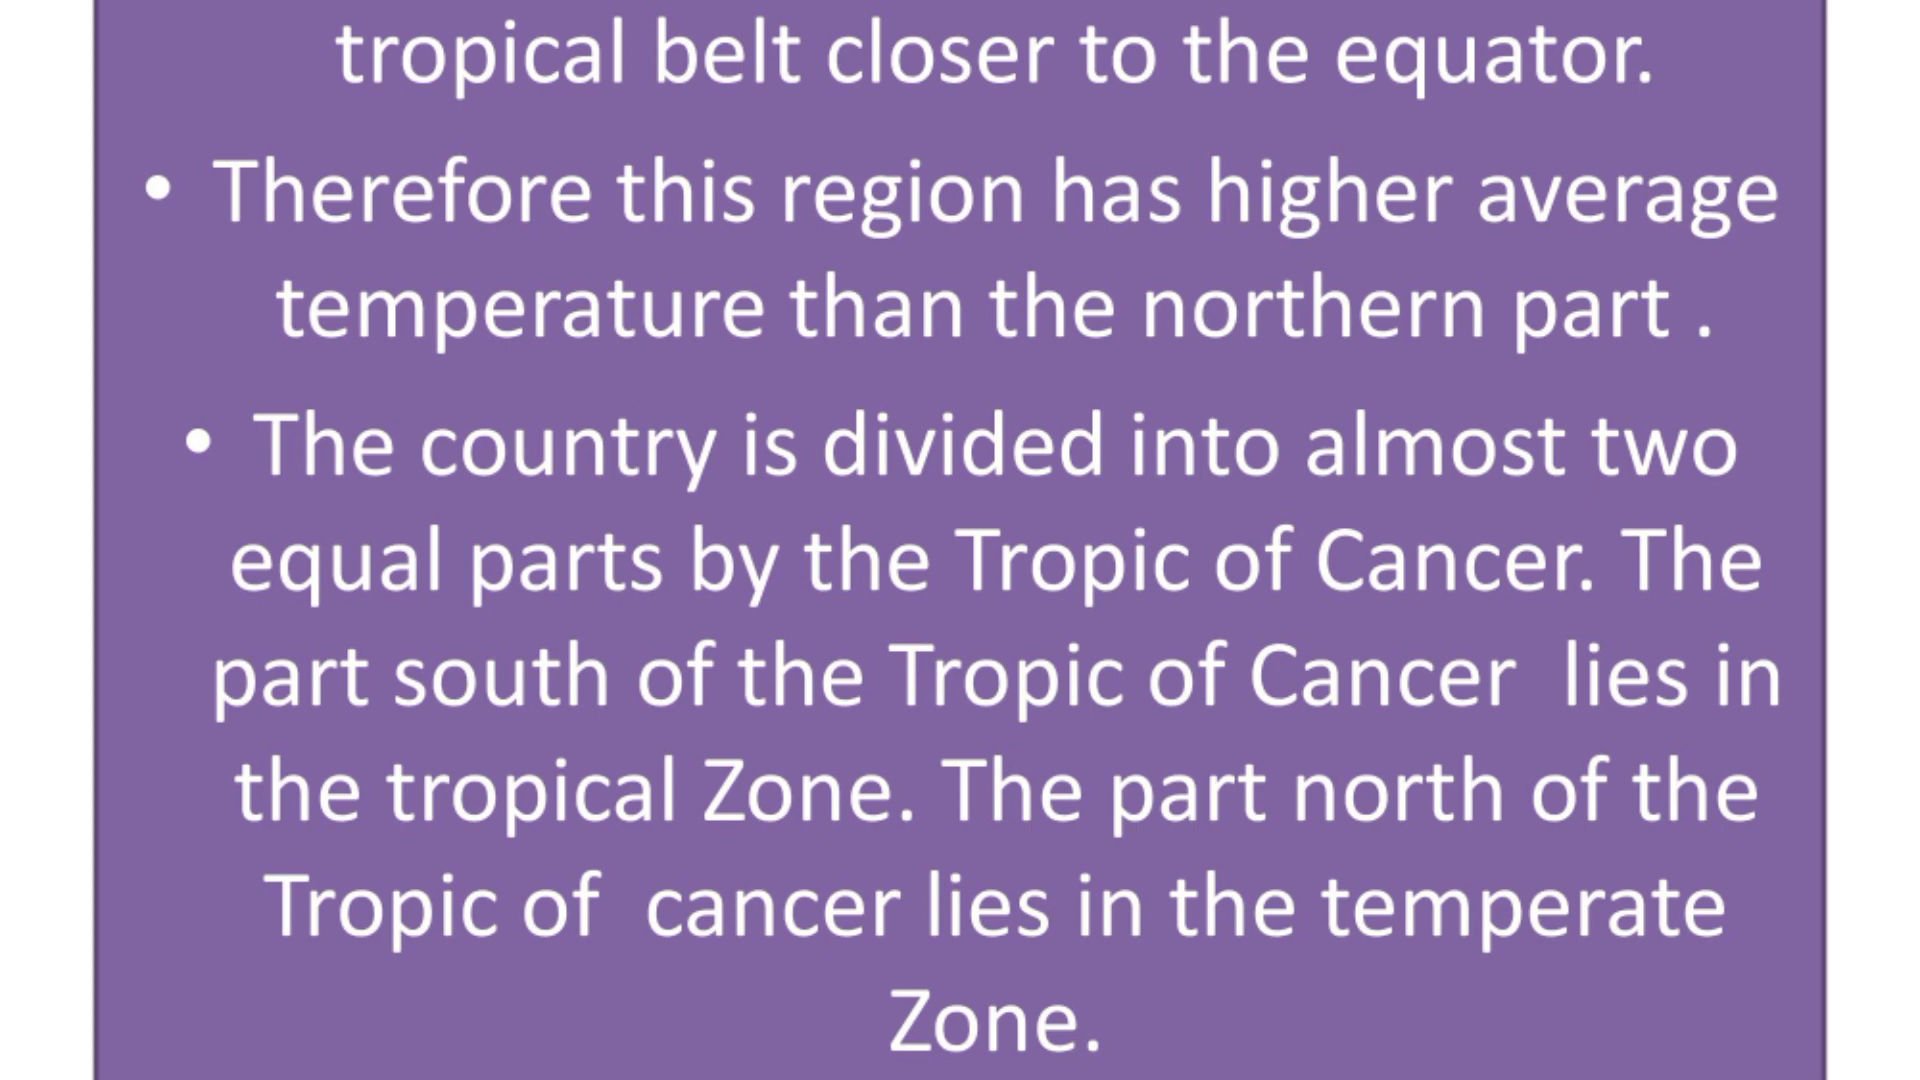 tropical belt closer to the equator.
• Therefore this region has higher average
temperature than the northern part .
• The country is divided into almost two
equal parts by the Tropic of Cancer. The
part south of the Tropic of Cancer  lies in
the tropical Zone. The part north of the
Tropic of  cancer lies in the temperate
Zone.